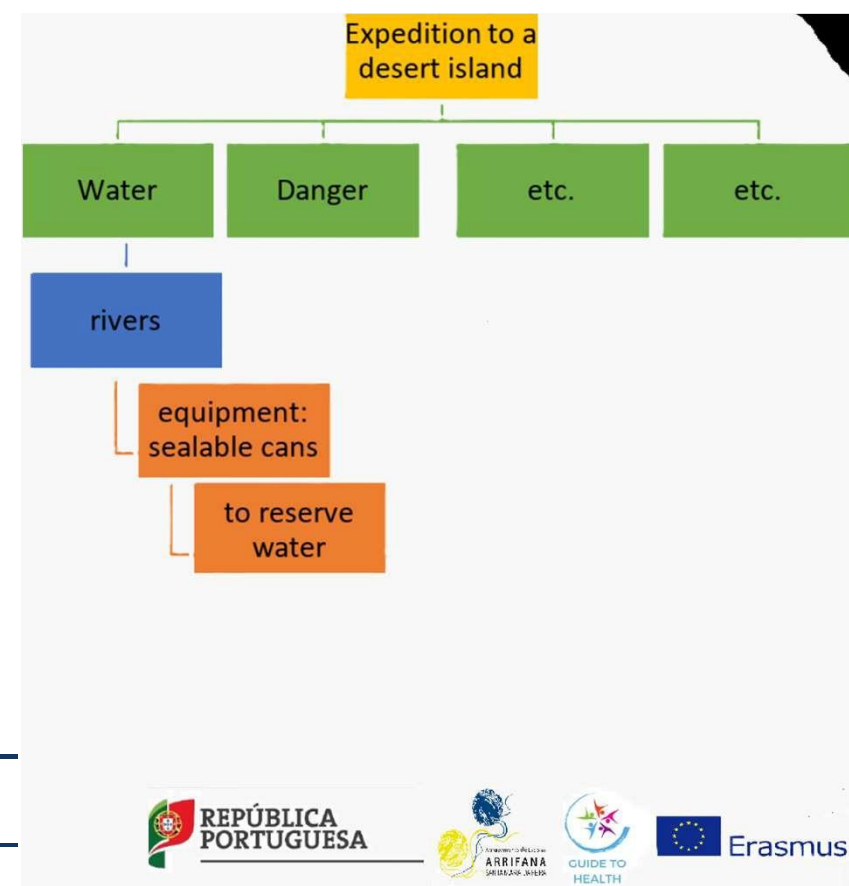 Expedition to a
desert island
Water
Danger
etc.
etc.
rivers
equipment:
sealable cans
to reserve
water
REPÚBLICA
PORTUGUESA
ARRIFANA
GUIDE TO
HEALTH
Erasmus